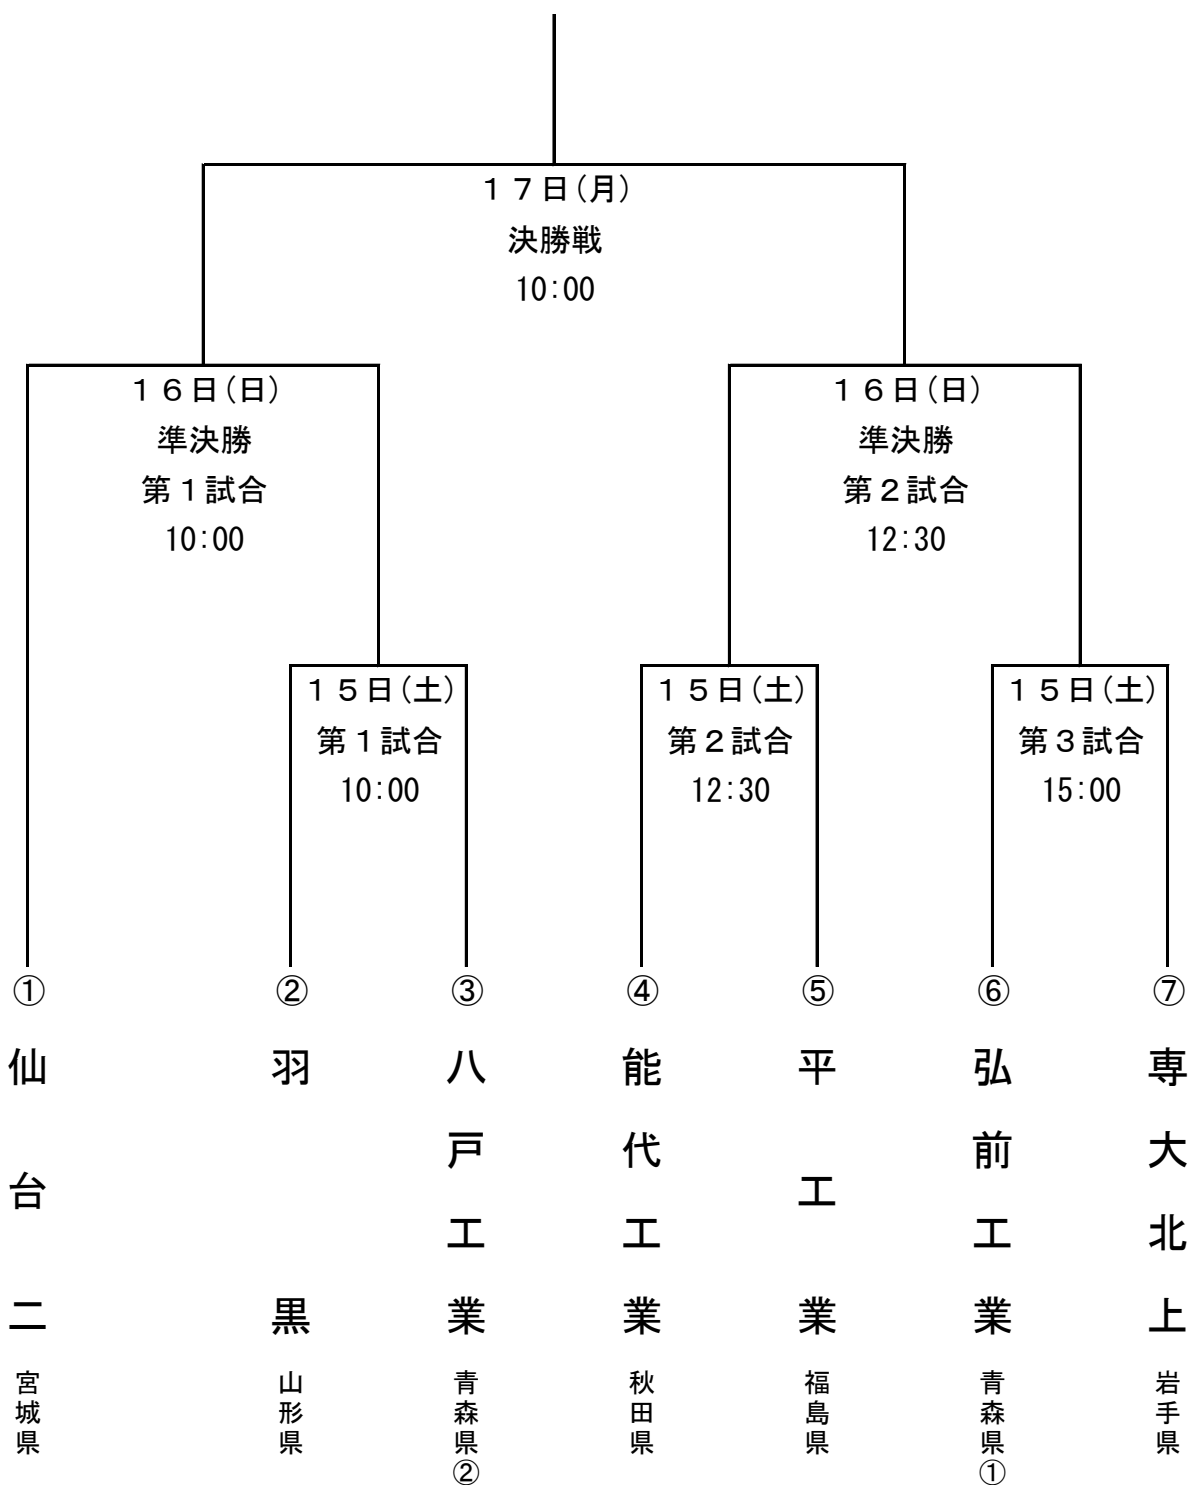 １７日（月）
決勝戦
10:00
１６日（日）
準決勝
第１試合
10:00
１６日（日）
準決勝
第２試合
12:30
１５日（土）
第１試合
10:00
１５日（土）
第２試合
12:30
１５日（土）
第３試合
15:00
①
仙台二
宮城県
②
羽黒
山形県
③
八戸工業
青森県②
④
能代工業
秋田県
⑤
平工業
福島県
⑥
弘前工業
青森県①
⑦
専大北上
岩手県